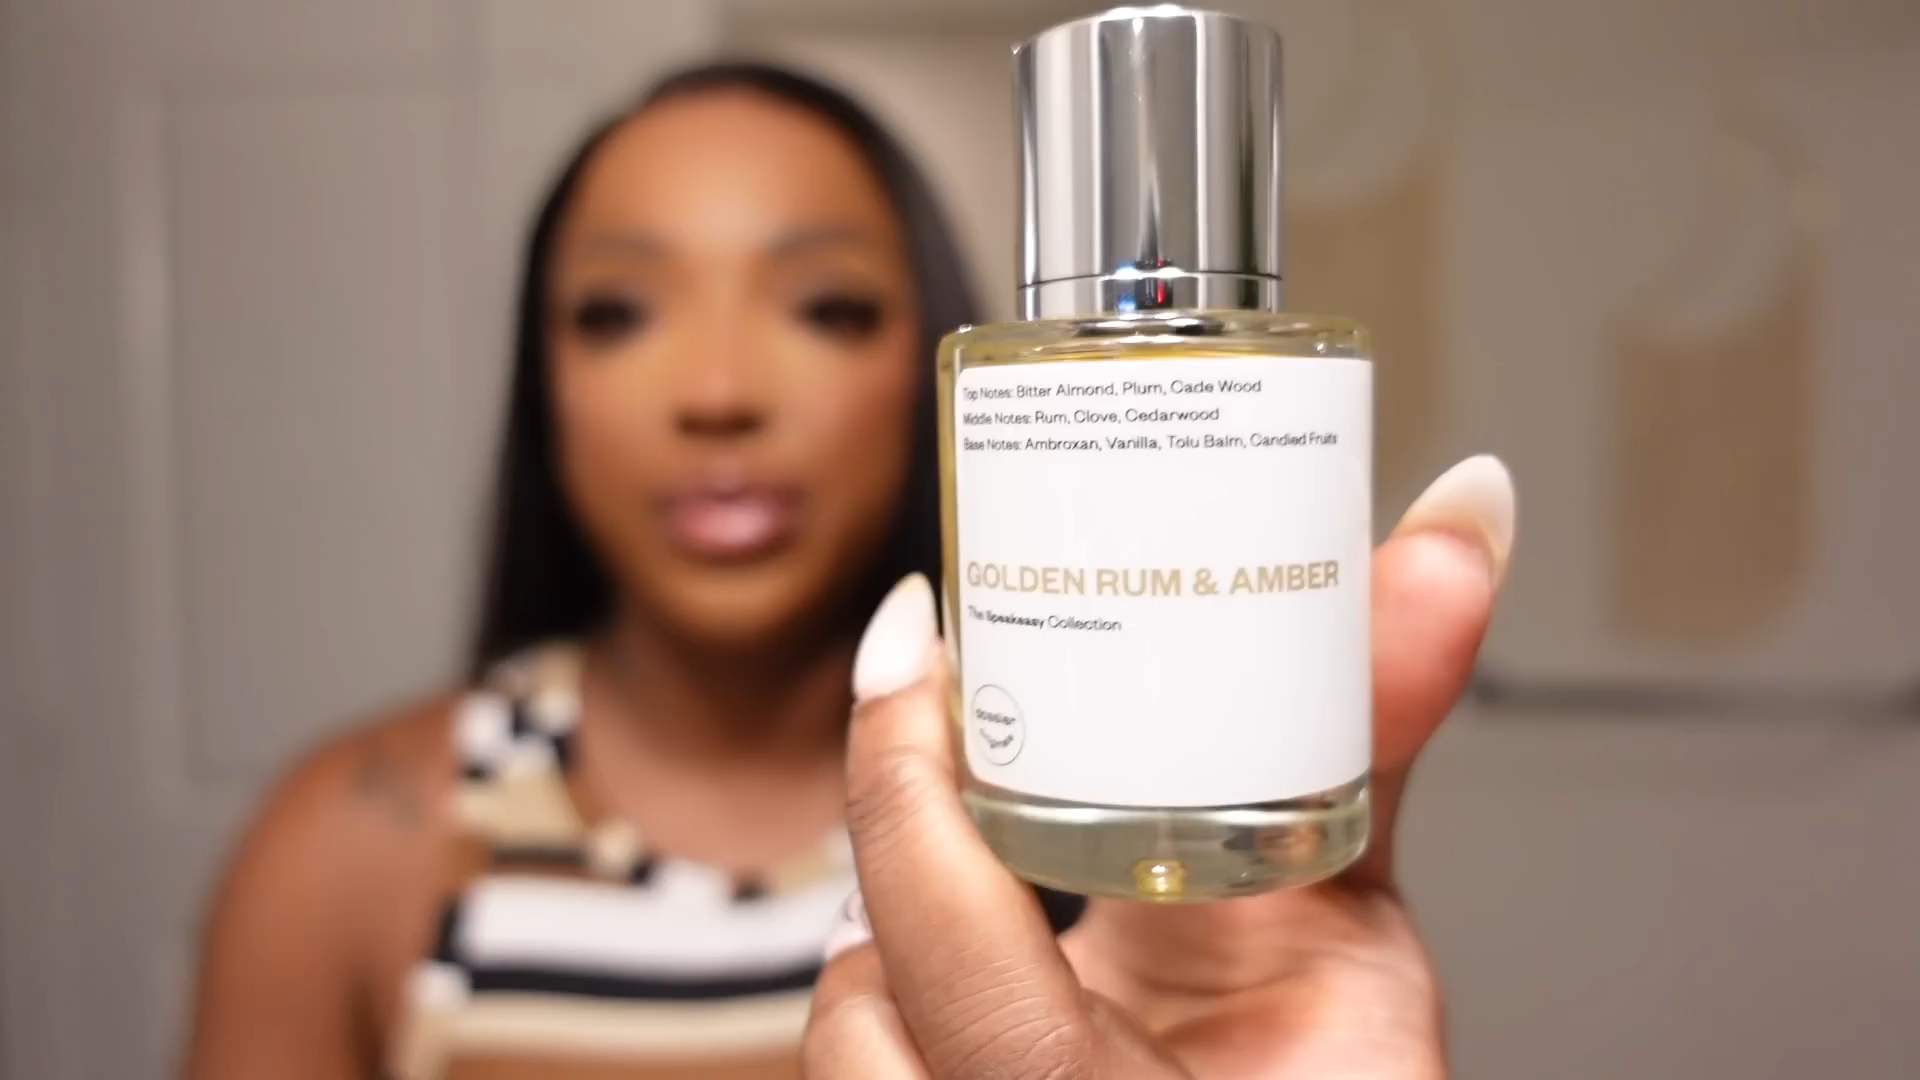 Top Notes: Bitter Almond, Plum, Cade Wood
Middle Notes: Rum, Clove, Cedarwood
Base Notes: Ambroxan, Vanilla, Tolu Balm, Candied Fruits
GOLDEN RUM & AMBER
The Speakeasy Collection
dossier